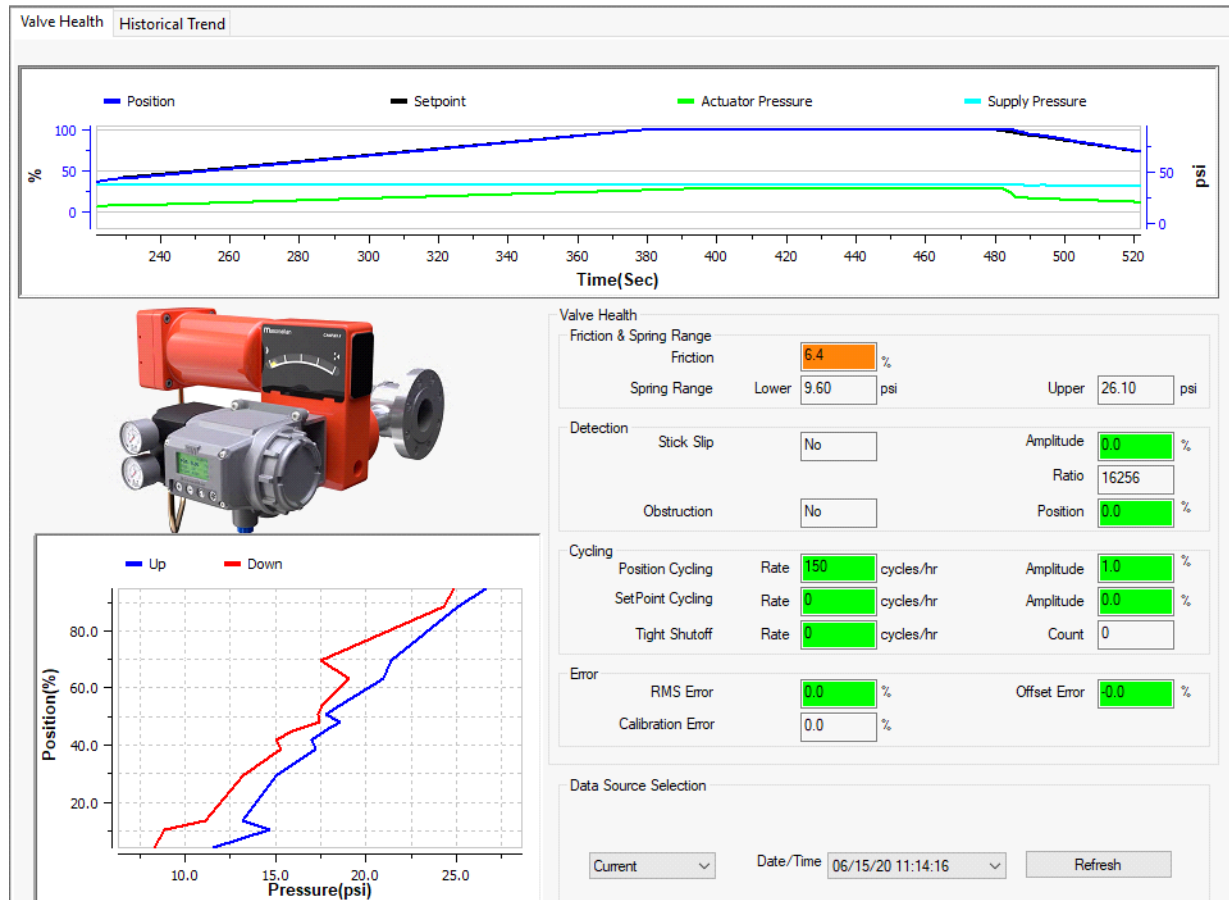 Valve Health Historical Trend
Position Setpoint Actuator Pressure Supply Pressure
100
50 50
0 0
% psi
240 260 280 300 320 340 360 380 400 420 440 460 480 500 520
Time(Sec)
Masoneilan
Valve Health
Friction & Spring Range
Friction 6.4 %
Spring Range Lower 9.60 psi Upper 26.10 psi
Detection
Stick Slip No Amplitude 0.0 %
Ratio 16256
Obstruction No Position 0.0 %
Cycling
Position Cycling Rate 150 cycles/hr Amplitude 1.0 %
SetPoint Cycling Rate 0 cycles/hr Amplitude 0.0 %
Tight Shutoff Rate 0 cycles/hr Count 0
Error
RMS Error 0.0 % Offset Error -0.0 %
Calibration Error 0.0 %
Up Down
80.0
60.0
40.0
20.0
Position(%)
10.0 15.0 20.0 25.0
Pressure(psi)
Data Source Selection
Current Date/Time 06/15/20 11:14:16 Refresh